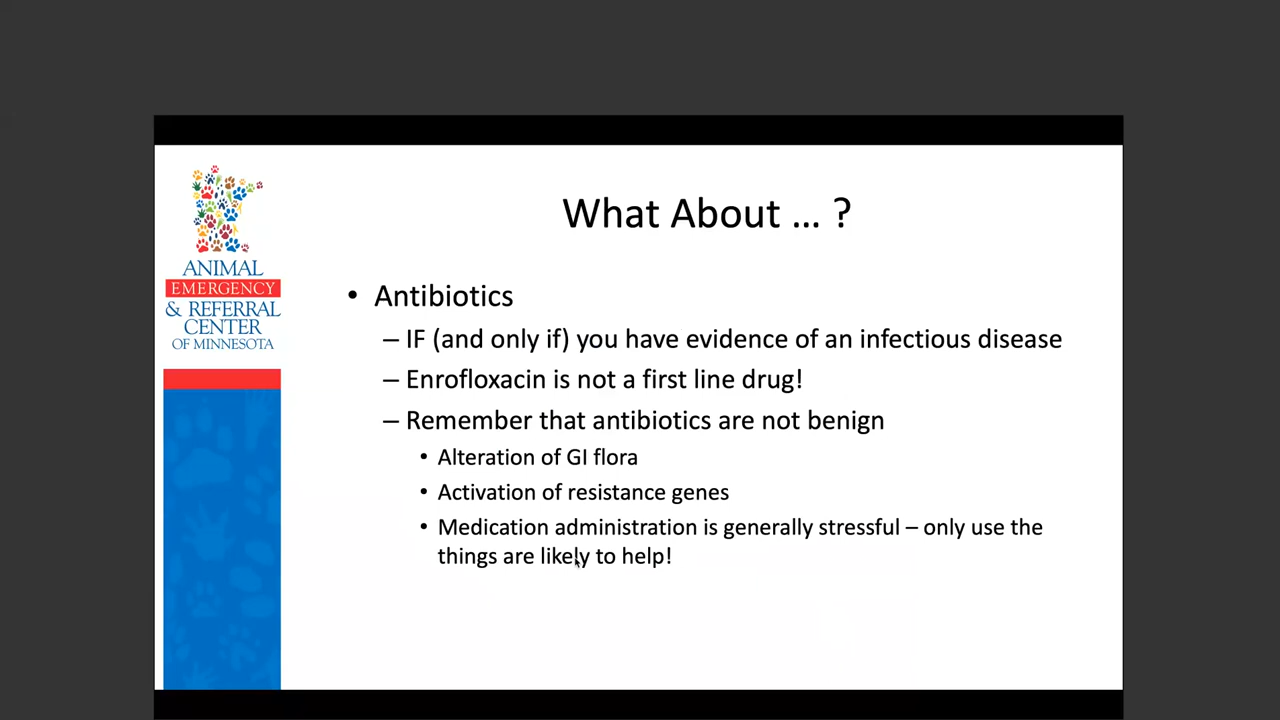 ANIMAL
EMERGENCY
& REFERRAL
CENTER
OF MINNESOTA
What About ... ?
• Antibiotics
– IF (and only if) you have evidence of an infectious disease
– Enrofloxacin is not a first line drug!
– Remember that antibiotics are not benign
• Alteration of GI flora
• Activation of resistance genes
• Medication administration is generally stressful – only use the
things are likely to help!